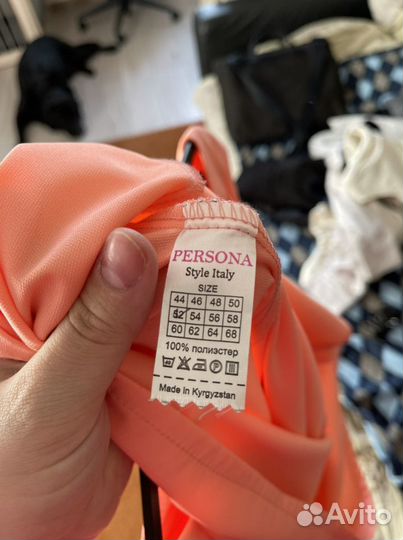 PERSONA
Style Italy
SIZE
44 46 48 50
52 54 56 58
60 62 64 68
100% полиэстер
Made in Kyrgyzstan
Avito